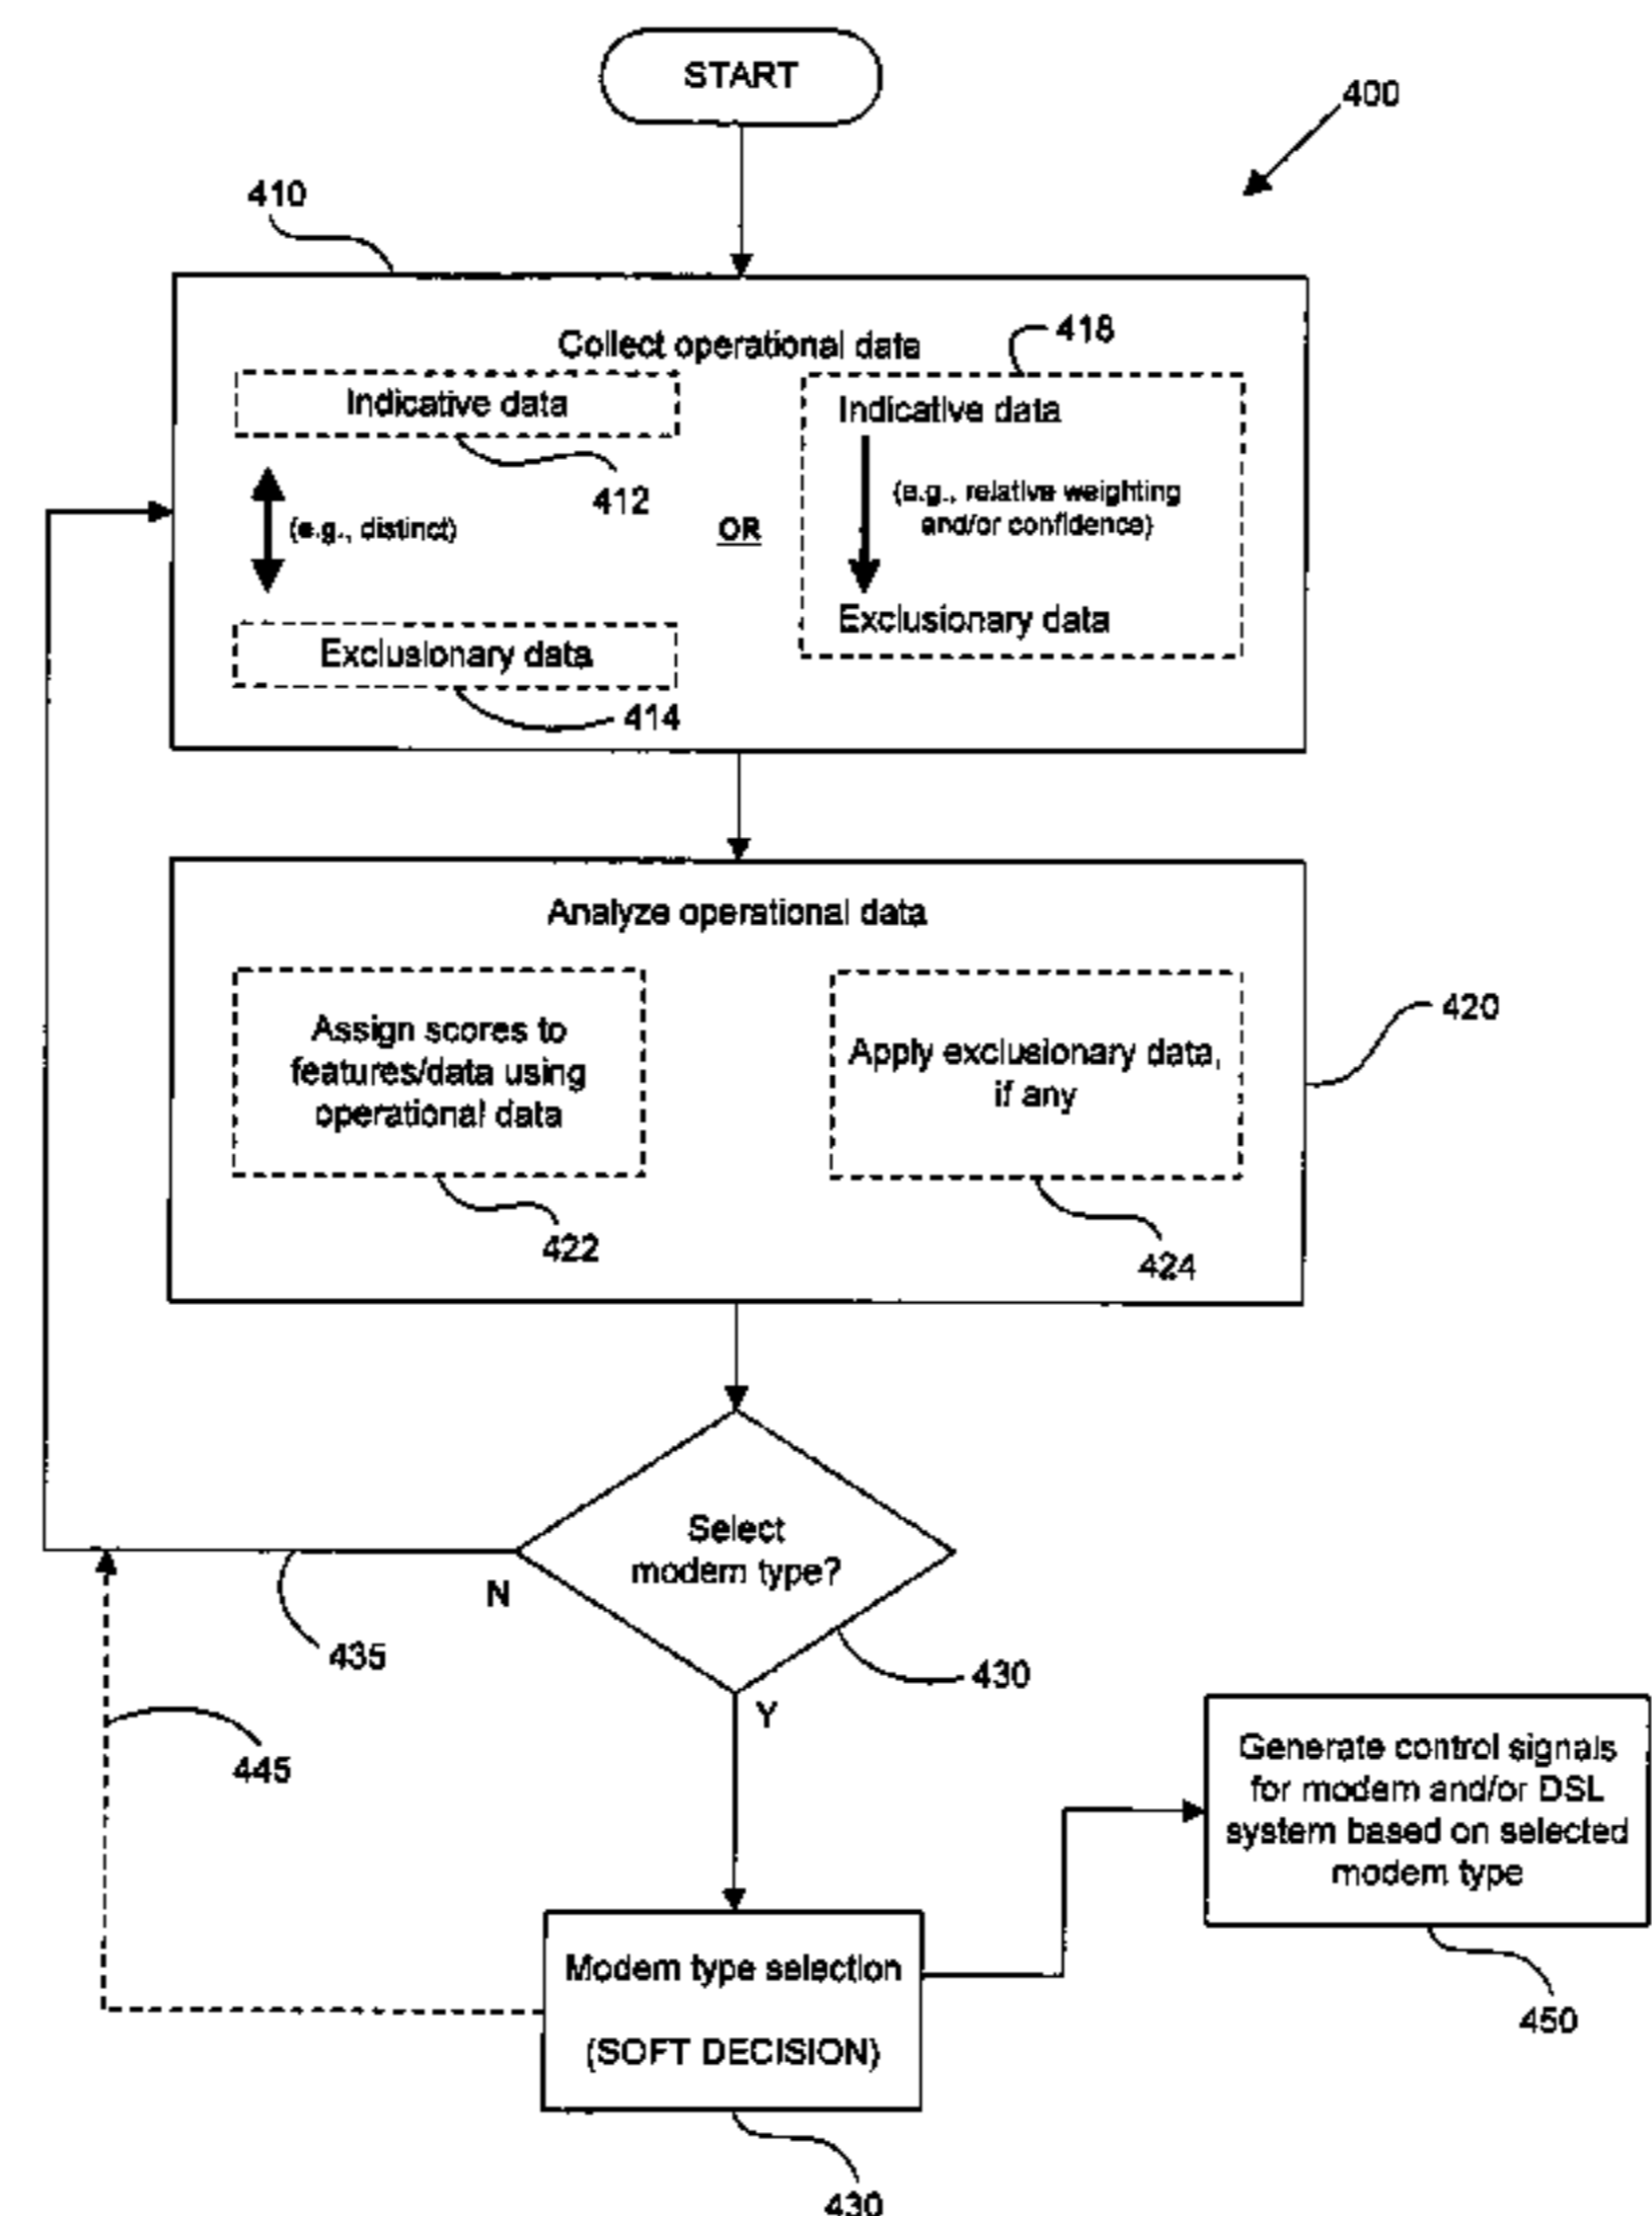 START
400
410
Collect operational data
418
Indicative data
412
(e.g., distinct)
Exclusionary data
414
OR
Indicative data
(e.g., relative weighting
and/or confidence)
Exclusionary data
Analyze operational data
420
Assign scores to
features/data using
operational data
422
Apply exclusionary data,
if any
424
Select
modem type?
N
435
430
Y
445
Generate control signals
for modem and/or DSL
system based on selected
modem type
450
Modem type selection
(SOFT DECISION)
430